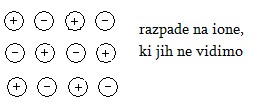 + - + - razpade na ione,
- + - + ki jih ne vidimo
+ - + -